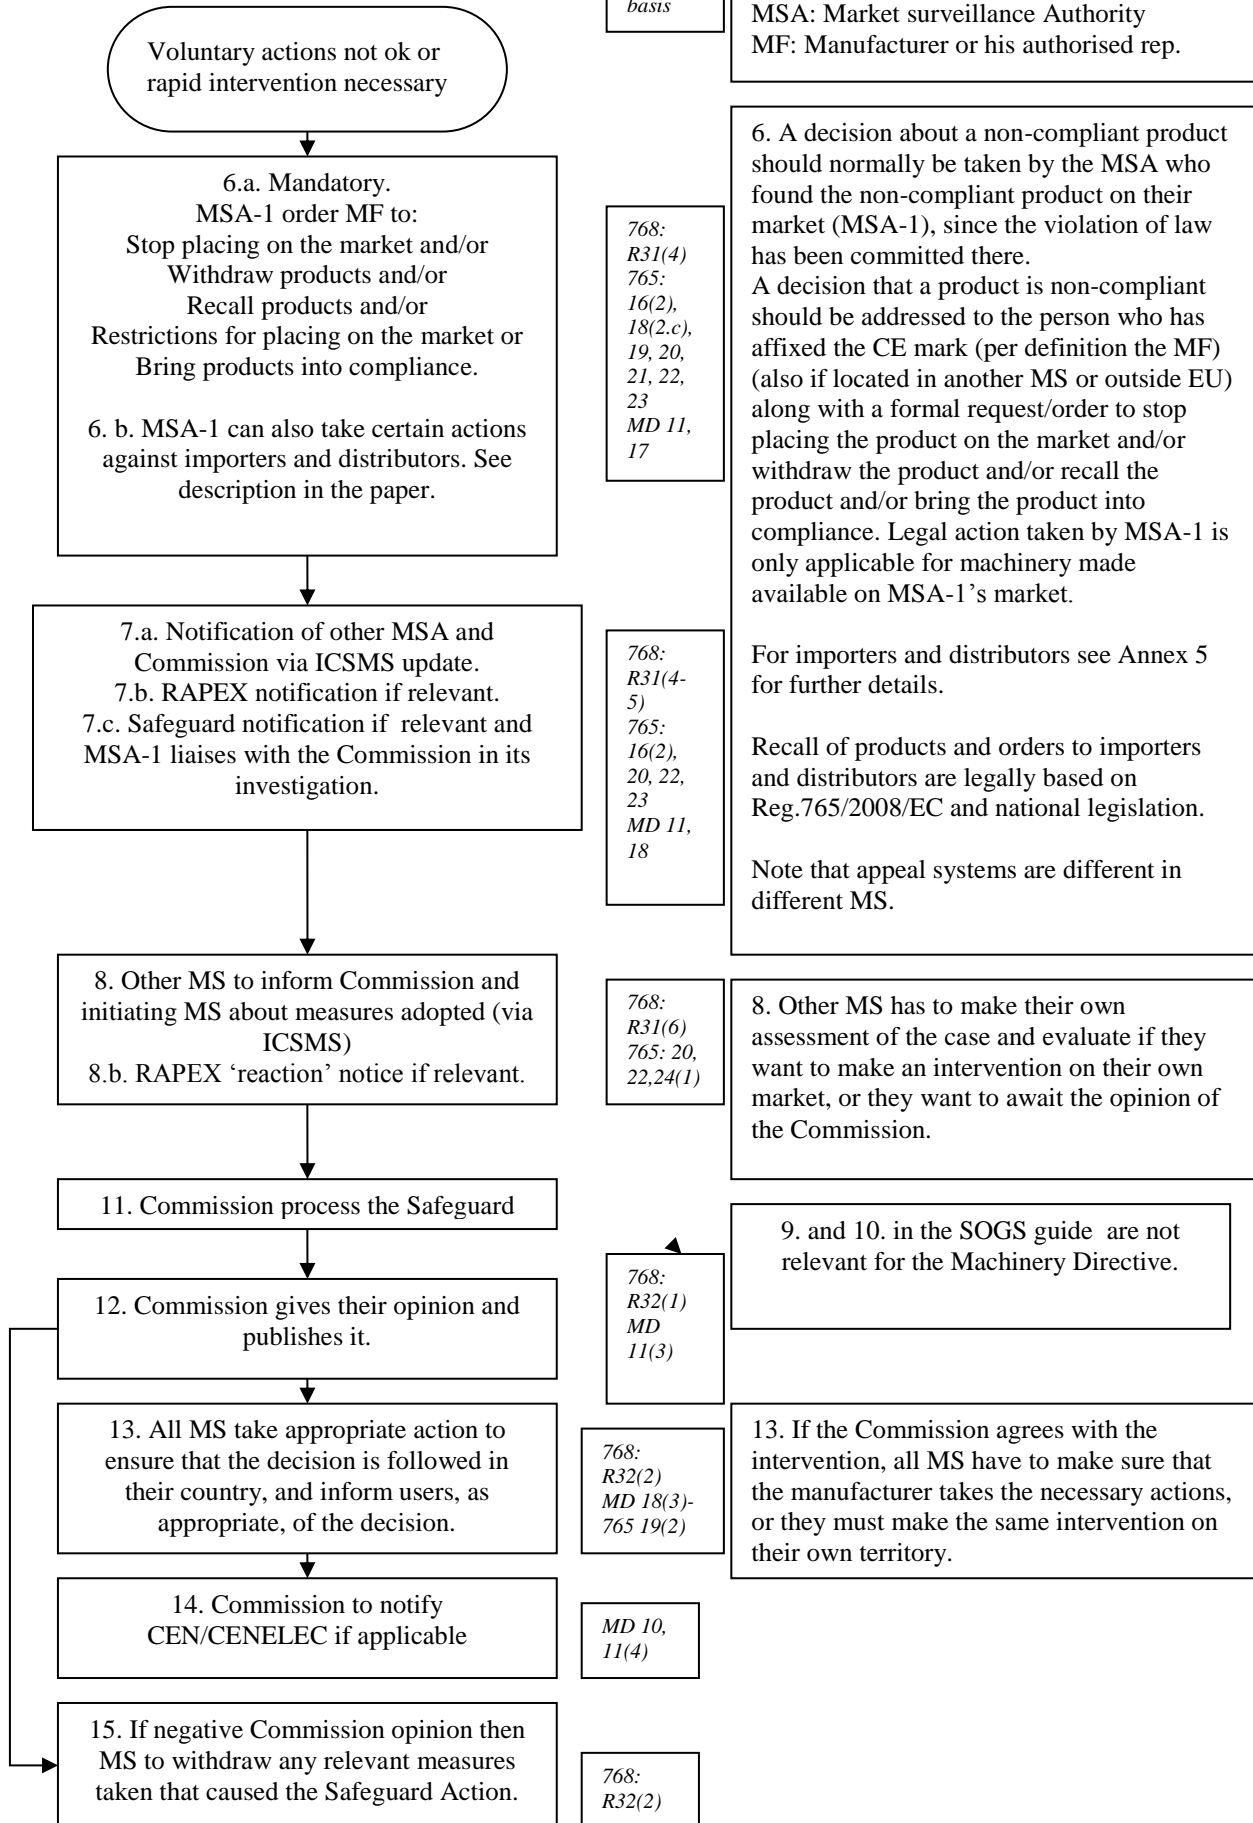 basis
MSA: Market surveillance Authority
MF: Manufacturer or his authorised rep.
Voluntary actions not ok or
rapid intervention necessary
6.a. Mandatory.
MSA-1 order MF to:
Stop placing on the market and/or
Withdraw products and/or
Recall products and/or
Restrictions for placing on the market or
Bring products into compliance.
6. b. MSA-1 can also take certain actions
against importers and distributors. See
description in the paper.
768:
R31(4)
765:
16(2),
18(2.c),
19, 20,
21, 22,
23
MD 11,
17
6. A decision about a non-compliant product
should normally be taken by the MSA who
found the non-compliant product on their
market (MSA-1), since the violation of law
has been committed there.
A decision that a product is non-compliant
should be addressed to the person who has
affixed the CE mark (per definition the MF)
(also if located in another MS or outside EU)
along with a formal request/order to stop
placing the product on the market and/or
withdraw the product and/or recall the
product and/or bring the product into
compliance. Legal action taken by MSA-1 is
only applicable for machinery made
available on MSA-1's market.
For importers and distributors see Annex 5
for further details.
Recall of products and orders to importers
and distributors are legally based on
Reg.765/2008/EC and national legislation.
Note that appeal systems are different in
different MS.
7.a. Notification of other MSA and
Commission via ICSMS update.
7.b. RAPEX notification if relevant.
7.c. Safeguard notification if relevant and
MSA-1 liaises with the Commission in its
investigation.
768:
R31(4-
5)
765:
16(2),
20, 22,
23
MD 11,
18
8. Other MS to inform Commission and
initiating MS about measures adopted (via
ICSMS)
8.b. RAPEX ‘reaction’ notice if relevant.
768:
R31(6)
765: 20,
22,24(1)
8. Other MS has to make their own
assessment of the case and evaluate if they
want to make an intervention on their own
market, or they want to await the opinion of
the Commission.
11. Commission process the Safeguard
9. and 10. in the SOGS guide are not
relevant for the Machinery Directive.
12. Commission gives their opinion and
publishes it.
768:
R32(1)
MD
11(3)
13. All MS take appropriate action to
ensure that the decision is followed in
their country, and inform users, as
appropriate, of the decision.
768:
R32(2)
MD 18(3)-
765 19(2)
13. If the Commission agrees with the
intervention, all MS have to make sure that
the manufacturer takes the necessary actions,
or they must make the same intervention on
their own territory.
14. Commission to notify
CEN/CENELEC if applicable
MD 10,
11(4)
15. If negative Commission opinion then
MS to withdraw any relevant measures
taken that caused the Safeguard Action.
768:
R32(2)